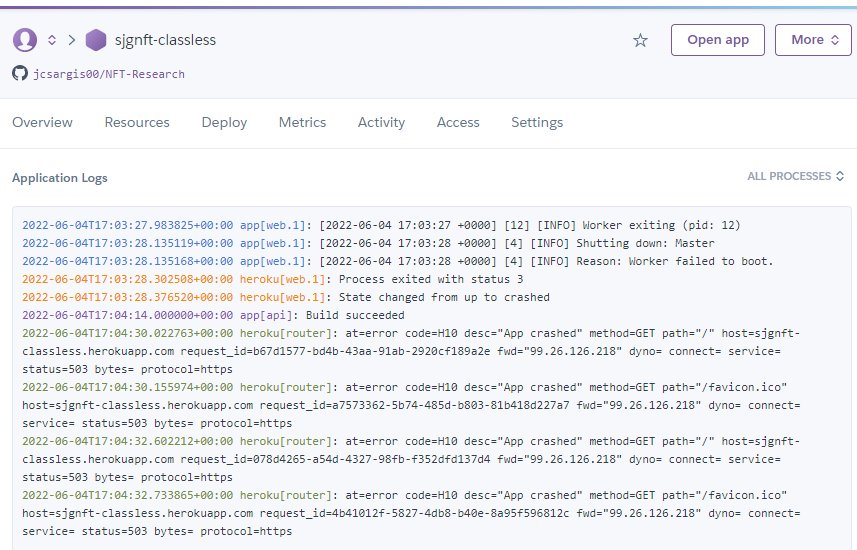 sjgnft-classless
Open app
More
jcsargis00/NFT-Research
Overview Resources Deploy Metrics Activity Access Settings
Application Logs
ALL PROCESSES
2022-06-04T17:03:27.983825+00:00 app[web.1]: [2022-06-04 17:03:27 +0000] [12] [INFO] Worker exiting (pid: 12)
2022-06-04T17:03:28.135119+00:00 app[web.1]: [2022-06-04 17:03:28 +0000] [4] [INFO] Shutting down: Master
2022-06-04T17:03:28.135168+00:00 app[web.1]: [2022-06-04 17:03:28 +0000] [4] [INFO] Reason: Worker failed to boot.
2022-06-04T17:03:28.302508+00:00 heroku[web.1]: Process exited with status 3
2022-06-04T17:03:28.376520+00:00 heroku[web.1]: State changed from up to crashed
2022-06-04T17:04:14.000000+00:00 app[api]: Build succeeded
2022-06-04T17:04:30.022763+00:00 heroku[router]: at=error code=H10 desc="App crashed" method=GET path="/" host=sjgnft-
classless.herokuapp.com request_id=b67d1577-bd4b-43aa-91ab-2920cf189a2e fwd="99.26.126.218" dyno= connect= service=
status=503 bytes= protocol=https
2022-06-04T17:04:30.155974+00:00 heroku[router]: at=error code=H10 desc="App crashed" method=GET path="/favicon.ico"
host=sjgnft-classless.herokuapp.com request_id=a7573362-5b74-485d-b803-81b418d227a7 fwd="99.26.126.218" dyno= connect=
service= status=503 bytes= protocol=https
2022-06-04T17:04:32.602212+00:00 heroku[router]: at=error code=H10 desc="App crashed" method=GET path="/" host=sjgnft-
classless.herokuapp.com request_id=078d4265-a54d-4327-98fb-f352dfd137d4 fwd="99.26.126.218" dyno= connect= service=
status=503 bytes= protocol=https
2022-06-04T17:04:32.733865+00:00 heroku[router]: at=error code=H10 desc="App crashed" method=GET path="/favicon.ico"
host=sjgnft-classless.herokuapp.com request_id=4b41012f-5827-4db8-b40e-8a95f596812c fwd="99.26.126.218" dyno= connect=
service= status=503 bytes= protocol=https